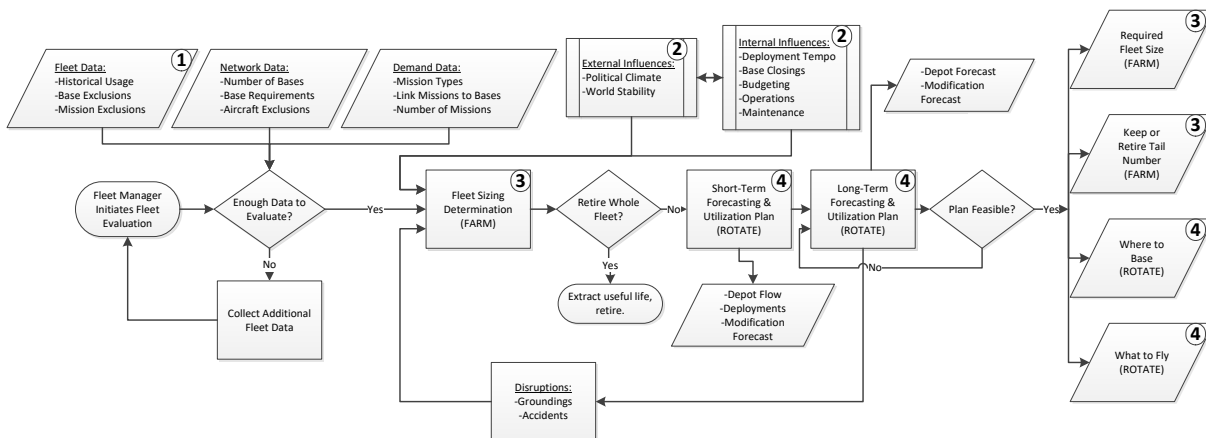 Fleet Data:
-Historical Usage
-Base Exclusions
-Mission Exclusions
1
Network Data:
-Number of Bases
-Base Requirements
-Aircraft Exclusions
Demand Data:
-Mission Types
-Link Missions to Bases
-Number of Missions
External Influences:
-Political Climate
-World Stability
2
Internal Influences:
-Deployment Tempo
-Base Closings
-Budgeting
-Operations
-Maintenance
2
-Depot Forecast
-Modification
Forecast
Required
Fleet Size
(FARM)
3
Keep or
Retire Tail
Number
(FARM)
3
Fleet Manager
Initiates Fleet
Evaluation
Enough Data to
Evaluate?
Yes
No
Collect Additional
Fleet Data
Fleet Sizing
Determination
(FARM)
3
Retire Whole
Fleet?
No
Yes
Extract useful life,
retire.
Short-Term
Forecasting &
Utilization Plan
(ROTATE)
4
-Depot Flow
-Deployments
-Modification
Forecast
Long-Term
Forecasting &
Utilization Plan
(ROTATE)
4
Plan Feasible?
Yes
No
Where to
Base
(ROTATE)
4
What to Fly
(ROTATE)
4
Disruptions:
-Groundings
-Accidents